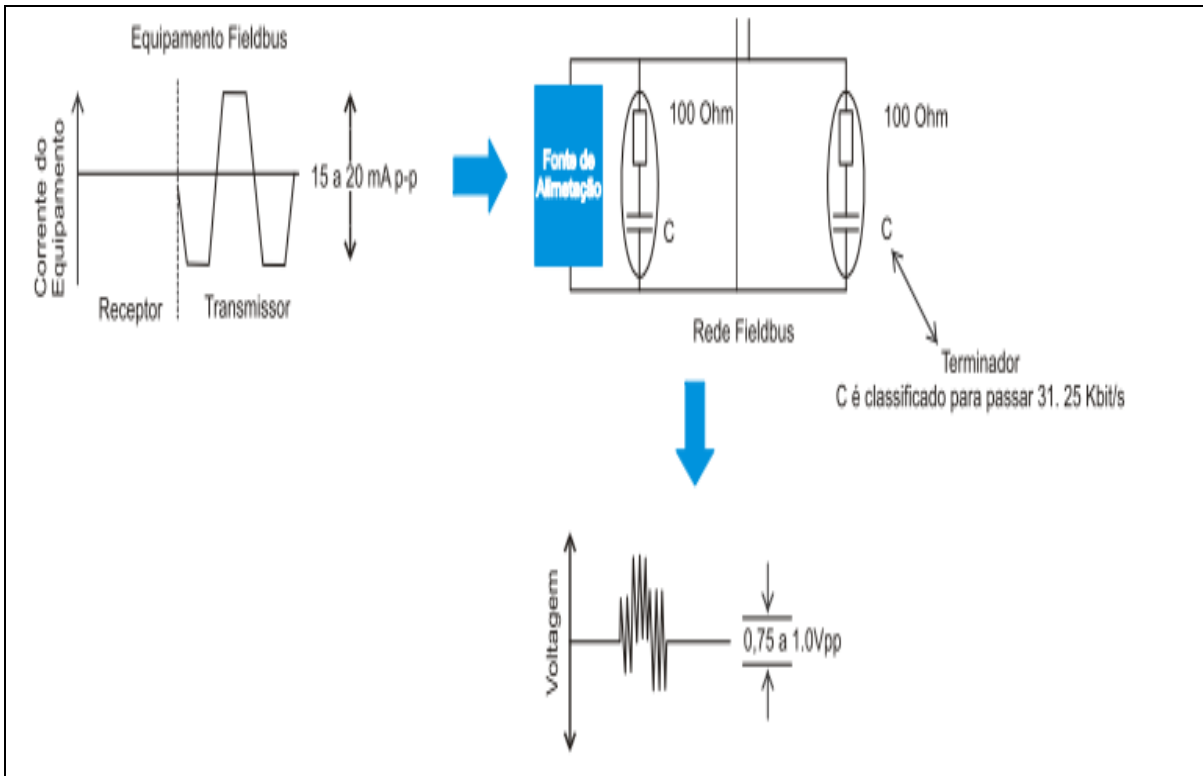 Equipamento Fieldbus
Corrente do
Equipamento
15 a 20 mA p-p
Receptor
Transmissor
Fonte de
Alimetação
100 Ohm
C
100 Ohm
C
Rede Fieldbus
Terminador
C é classificado para passar 31. 25 Kbit/s
Voltagem
0,75 a 1.0Vpp